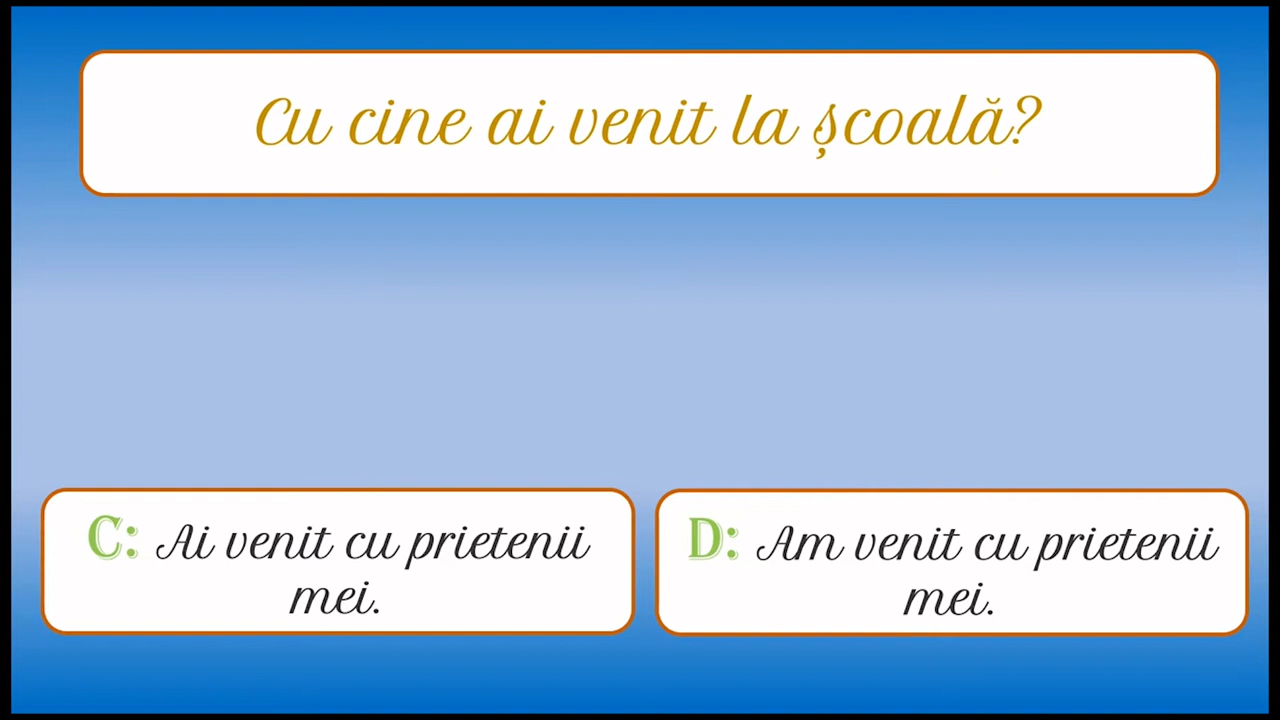 Cu cine ai venit la școală?
C: Ai venit cu prietenii
mei.
D: Am venit cu prietenii
mei.